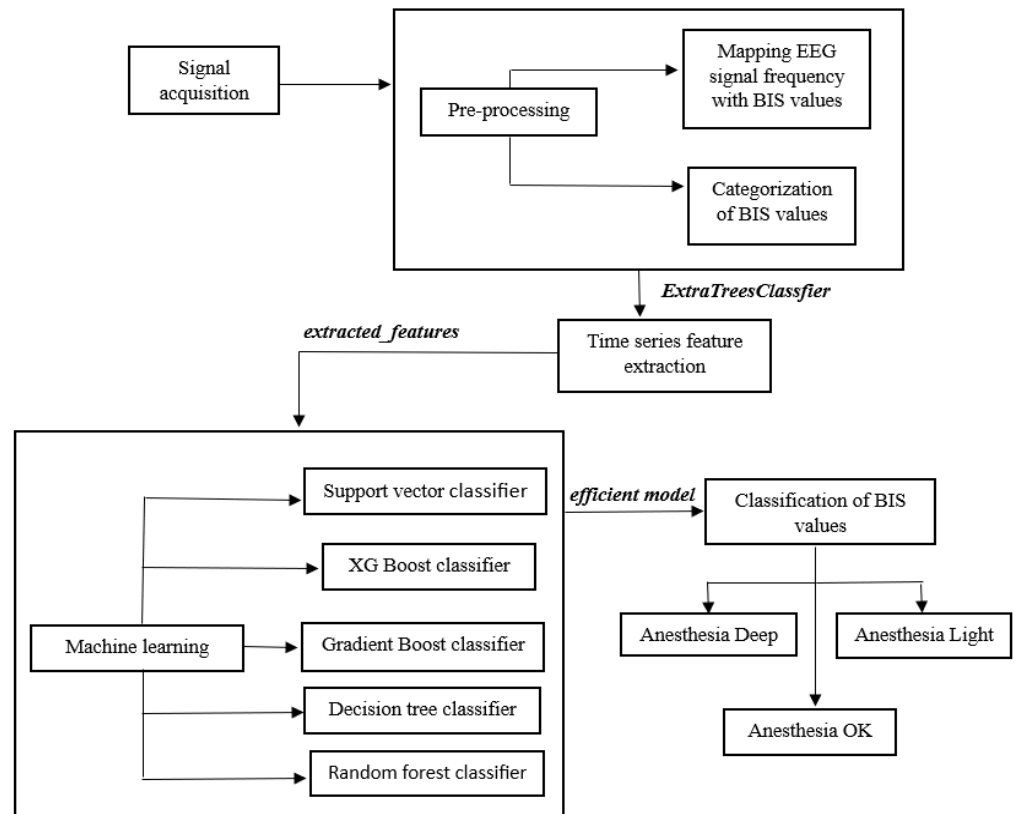 Signal
acquisition
Pre-processing
Mapping EEG
signal frequency
with BIS values
Categorization
of BIS values
ExtraTreesClassfier
Time series feature
extraction
extracted_features
Machine learning
Support vector classifier
XG Boost classifier
Gradient Boost classifier
Decision tree classifier
Random forest classifier
efficient model
Classification of BIS
values
Anesthesia Deep
Anesthesia Light
Anesthesia OK